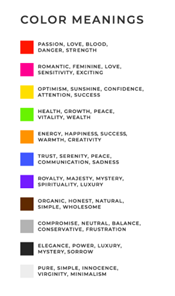 COLOR MEANINGS
PASSION, LOVE, BLOOD,
DANGER, STRENGTH
ROMANTIC, FEMININE, LOVE,
SENSITIVITY, EXCITING
OPTIMISM, SUNSHINE, CONFIDENCE,
ATTENTION, SUCCESS
HEALTH, GROWTH, PEACE,
VITALITY, WEALTH
ENERGY, HAPPINESS, SUCCESS,
WARMTH, CREATIVITY
TRUST, SERENITY, PEACE,
COMMUNICATION, SADNESS
ROYALTY, MAJESTY, MYSTERY,
SPIRITUALITY, LUXURY
ORGANIC, HONEST, NATURAL,
SIMPLE, WHOLESOME
COMPROMISE, NEUTRAL, BALANCE,
CONSERVATIVE, FRUSTRATION
ELEGANCE, POWER, LUXURY,
MYSTERY, SORROW
PURE, SIMPLE, INNOCENCE,
VIRGINITY, MINIMALISM